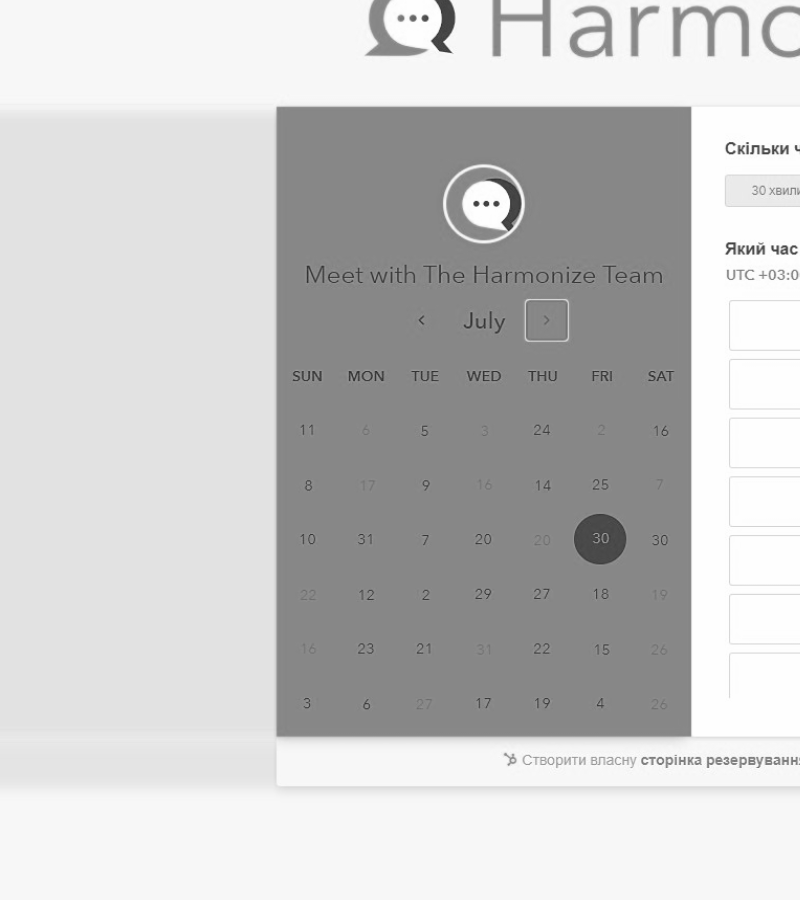 Harmo
Meet with The Harmonize Team
July
SUN MON TUE WED THU FRI SAT
11 6 5 3 24 2 16
8 17 9 16 14 25 7
10 31 7 20 20 30 30
22 12 2 29 27 18 19
16 23 21 31 22 15 26
3 6 27 17 19 4 26
Скільки ч
30 хвили
Який час
UTC +03:0
Створити власну сторінка резервування